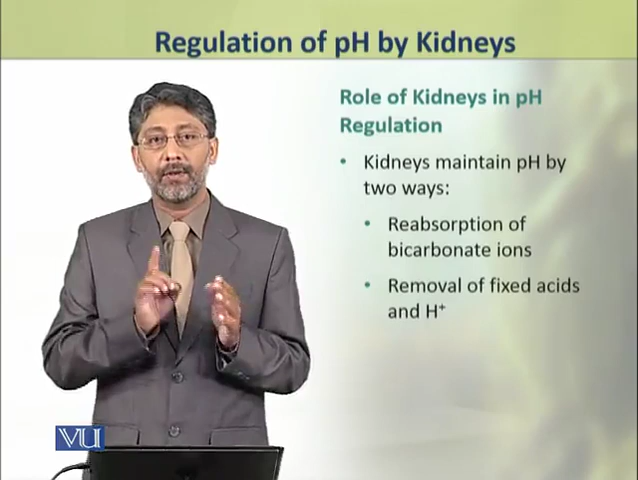 Regulation of pH by Kidneys
Role of Kidneys in pH
Regulation
• Kidneys maintain pH by
two ways:
• Reabsorption of
bicarbonate ions
• Removal of fixed acids
and H⁺
VU